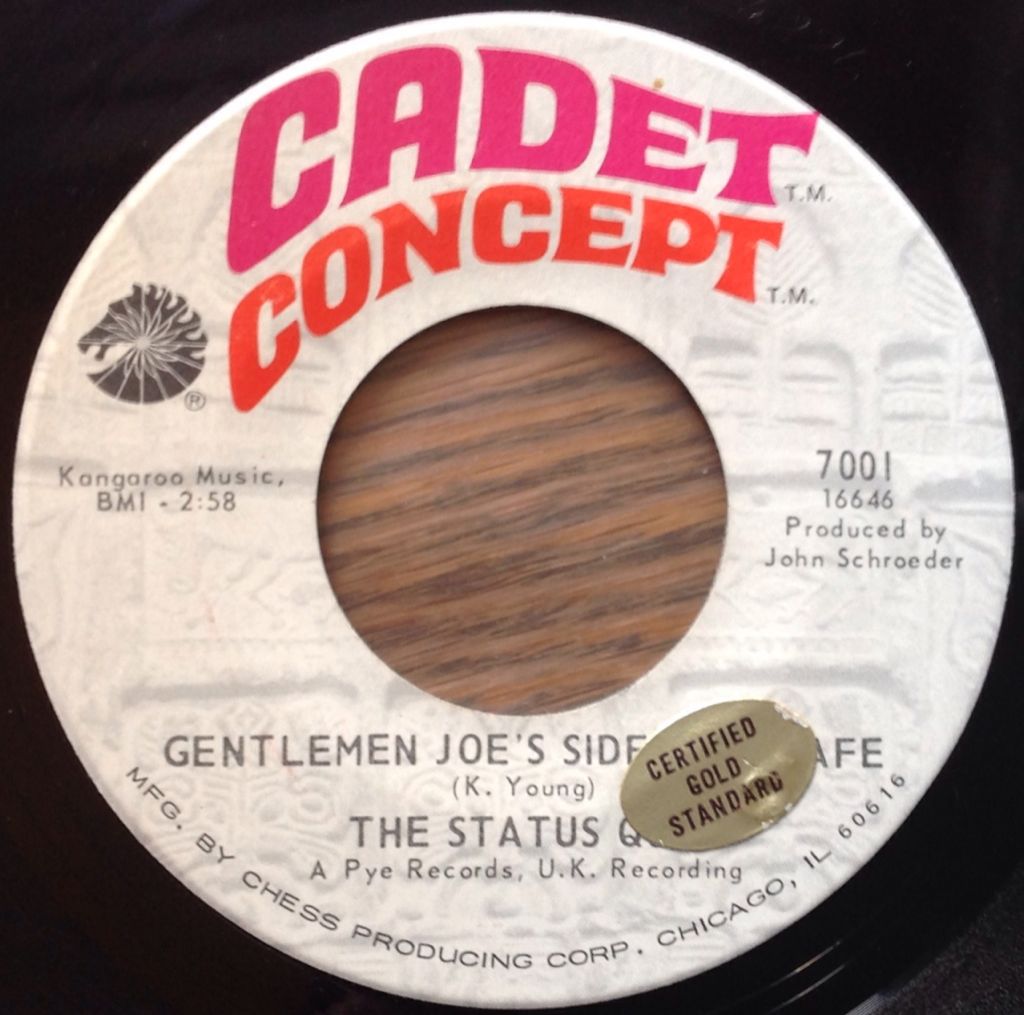 CADET T.M.
CONCEPT T.M.
®
Kangaroo Music,
BMI - 2:58
7001
16646
Produced by
John Schroeder
GENTLEMEN JOE'S SIDE AFE
(K. Young)
THE STATUS Q
A Pye Records, U.K. Recording
CERTIFIED
GOLD
STANDARD
MFG. BY CHESS PRODUCING CORP. CHICAGO, IL 60616